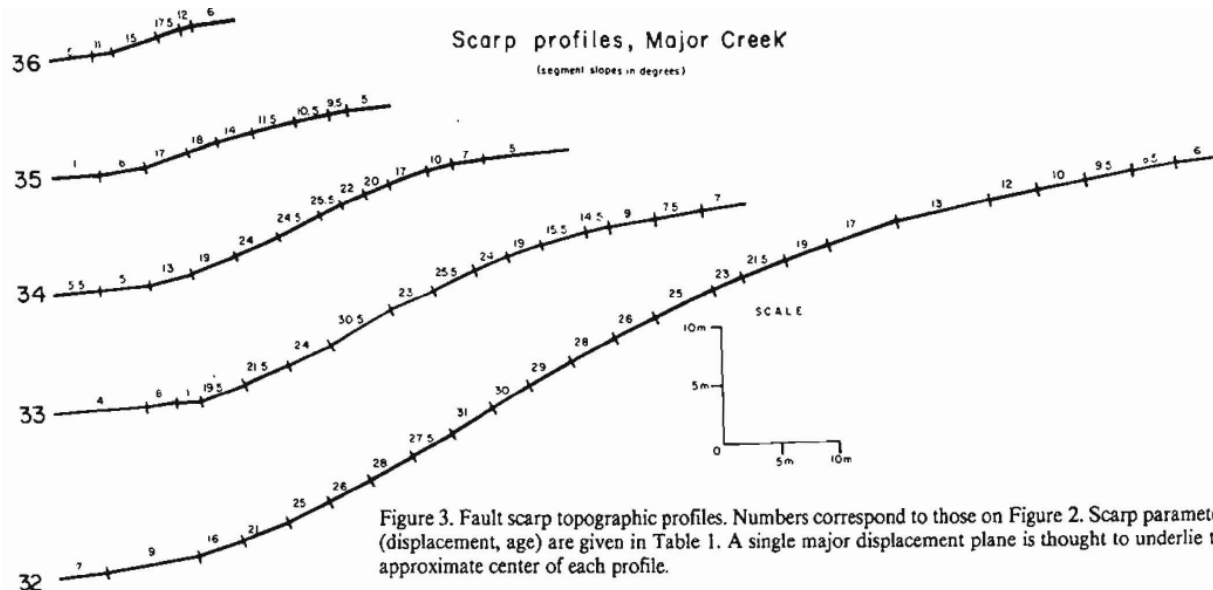 Scarp profiles, Major Creek
(segment slopes in degrees)
36
11 15 17 5 12 6
35
1 6 17 18 14 11 5 10.5 9.5 5
34
5 5 5 13 19 24 24 5 25.5 22 20 17 10 7 5
33
4 6 1 19 5 21 5 24 30 5 23 25.5 24 19 15.5 14.5 9 7 5 7
32
7 9 16 21 25 26 28 27.5 31 30 29 28 26 25 23 21.5 19 17 13 12 10 9 5 6
SCALE
10m
5m
0 5m 10m
Figure 3. Fault scarp topographic profiles. Numbers correspond to those on Figure 2. Scarp paramete
(displacement, age) are given in Table 1. A single major displacement plane is thought to underlie t
approximate center of each profile.